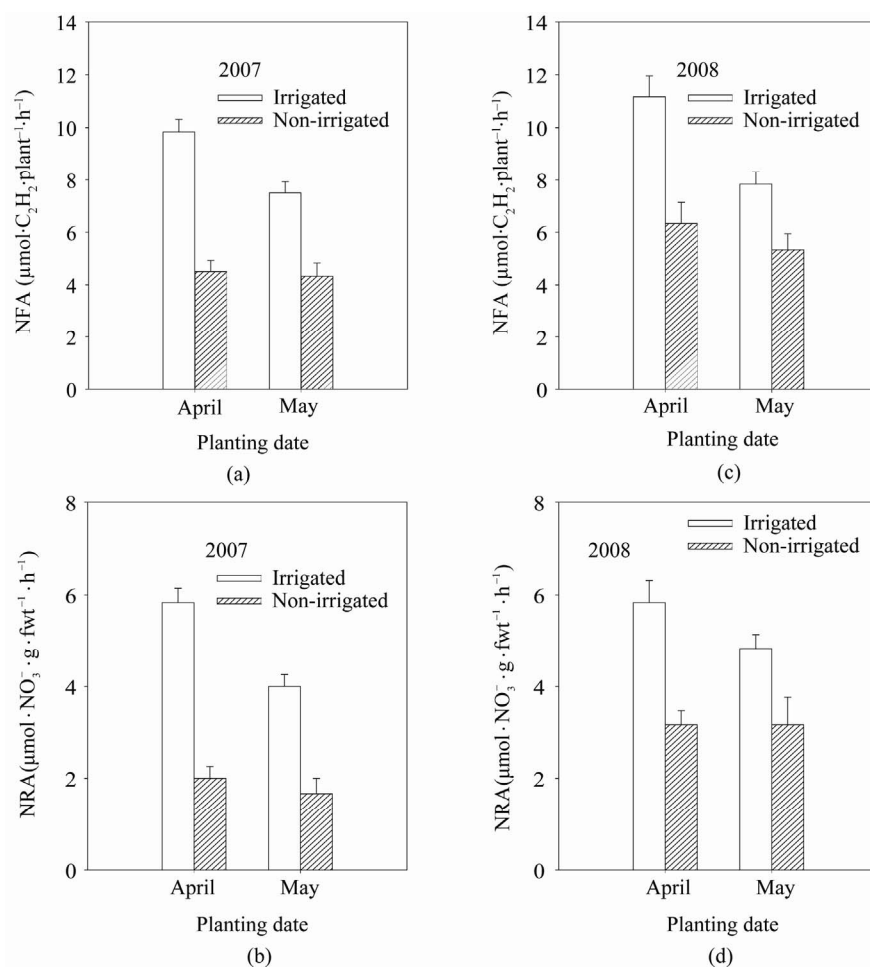 14
12
10
8
6
4
2
0
NFA (μmol·C₂H₂·plant⁻¹·h⁻¹)
2007
Irrigated
Non-irrigated
April
May
Planting date
(a)
14
12
10
8
6
4
2
0
NFA (μmol·C₂H₂·plant⁻¹·h⁻¹)
2008
Irrigated
Non-irrigated
April
May
Planting date
(c)
8
6
4
2
0
NRA(μmol·NO₃⁻·g·fwt⁻¹·h⁻¹)
2007
Irrigated
Non-irrigated
April
May
Planting date
(b)
8
6
4
2
0
NRA(μmol·NO₃⁻·g·fwt⁻¹·h⁻¹)
Irrigated
Non-irrigated
2008
April
May
Planting date
(d)